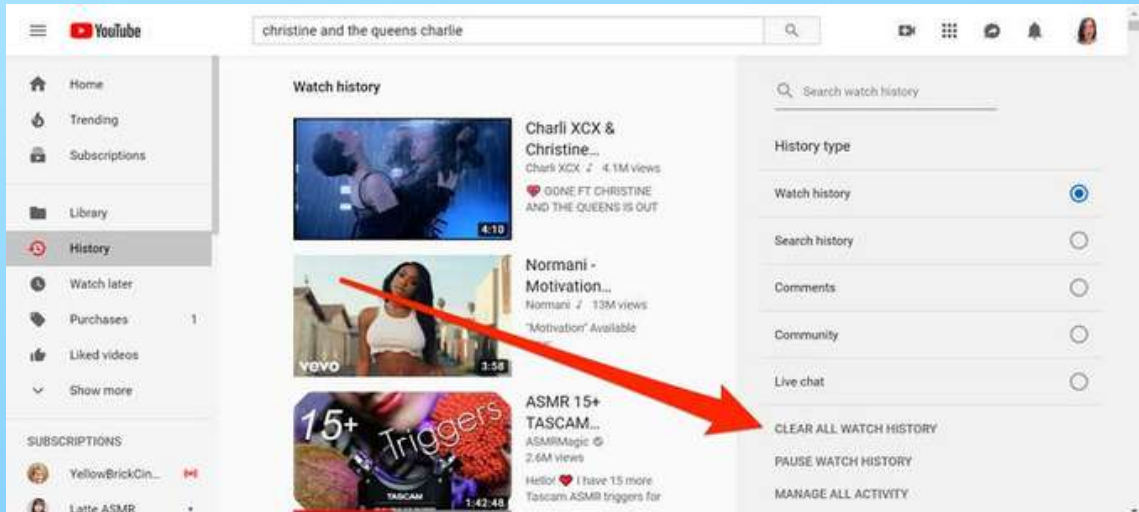 YouTube
christine and the queens charlie
Home
Trending
Subscriptions
Library
History
Watch later
Purchases 1
Liked videos
Show more
SUBSCRIPTIONS
YellowBrickCin...
Latte ASMR
Watch history
4:10
Charli XCX &
Christine...
Charli XCX 4.1M views
GONE FT CHRISTINE
AND THE QUEENS IS OUT
vevo
3:58
Normani -
Motivation...
Normani 13M views
"Motivation" Available
15+ Triggers
TASCAM
1:42:48
ASMR 15+
TASCAM...
ASMRMagic
2.6M views
Hello! I have 15 more
Tascam ASMR triggers for
Search watch history
History type
Watch history
Search history
Comments
Community
Live chat
CLEAR ALL WATCH HISTORY
PAUSE WATCH HISTORY
MANAGE ALL ACTIVITY